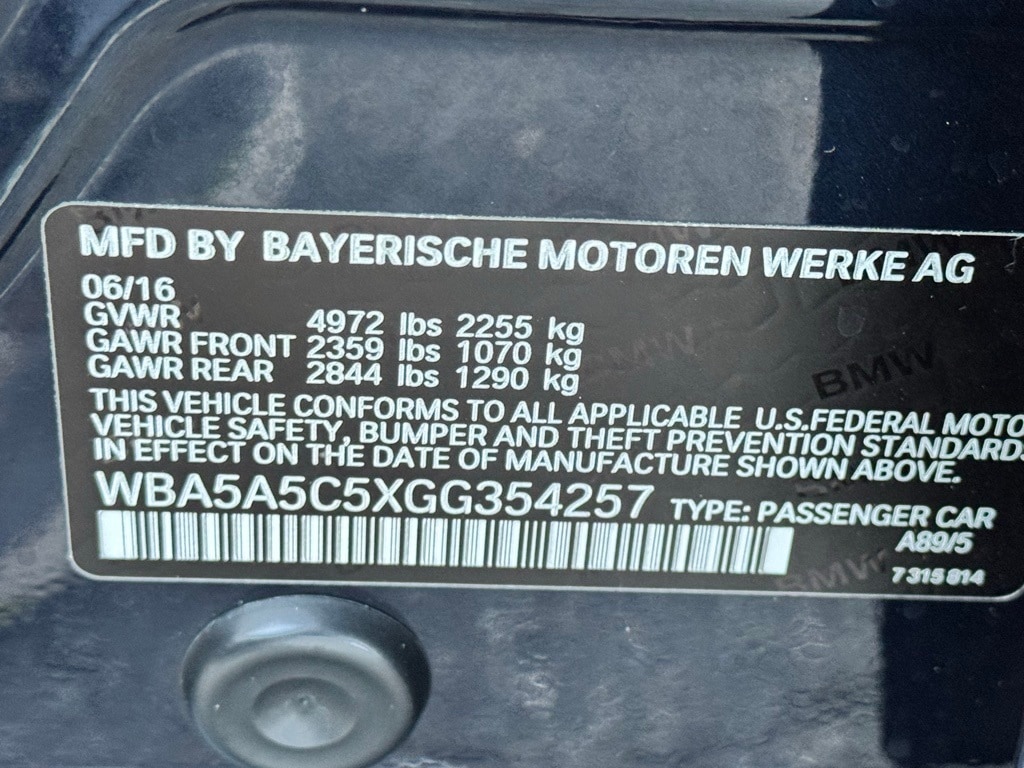 MFD BY BAYERISCHE MOTOREN WERKE AG
06/16
GVWR 4972 lbs 2255 kg
GAWR FRONT 2359 lbs 1070 kg
GAWR REAR 2844 lbs 1290 kg
THIS VEHICLE CONFORMS TO ALL APPLICABLE U.S.FEDERAL MOTO
VEHICLE SAFETY, BUMPER AND THEFT PREVENTION STANDARDS
IN EFFECT ON THE DATE OF MANUFACTURE SHOWN ABOVE.
WBA5A5C5XGG354257 TYPE: PASSENGER CAR
A89/5
7 315 814
BMW
BMW
BMW